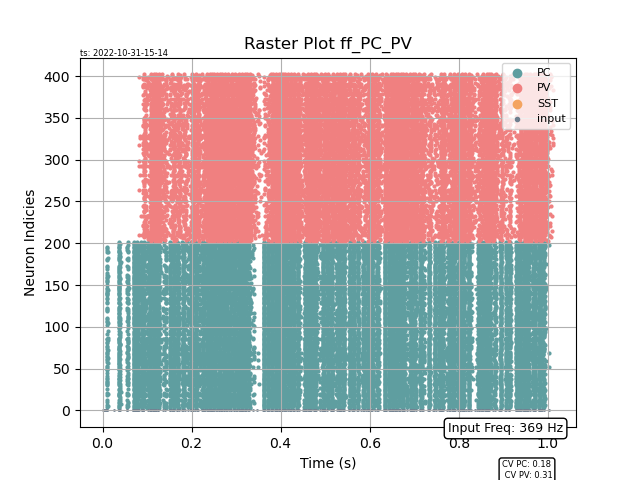 ts: 2022-10-31-15-14
Raster Plot ff_PC_PV
PC
PV
SST
input
Neuron Indicies
400
350
300
250
200
150
100
50
0
0.0 0.2 0.4 0.6 0.8 1.0
Input Freq: 369 Hz
Time (s)
CV PC: 0.18
CV PV: 0.31